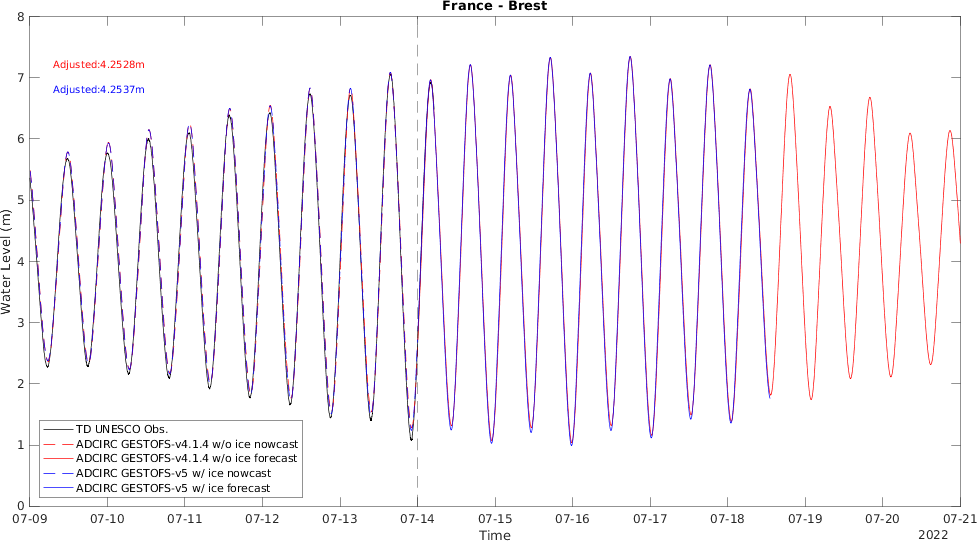 France - Brest
8
7
6
5
4
3
2
1
0
Water Level (m)
Adjusted:4.2528m
Adjusted:4.2537m
TD UNESCO Obs.
ADCIRC GESTOFS-v4.1.4 w/o ice nowcast
ADCIRC GESTOFS-v4.1.4 w/o ice forecast
ADCIRC GESTOFS-v5 w/ ice nowcast
ADCIRC GESTOFS-v5 w/ ice forecast
07-09 07-10 07-11 07-12 07-13 07-14 07-15 07-16 07-17 07-18 07-19 07-20 07-21
Time
2022